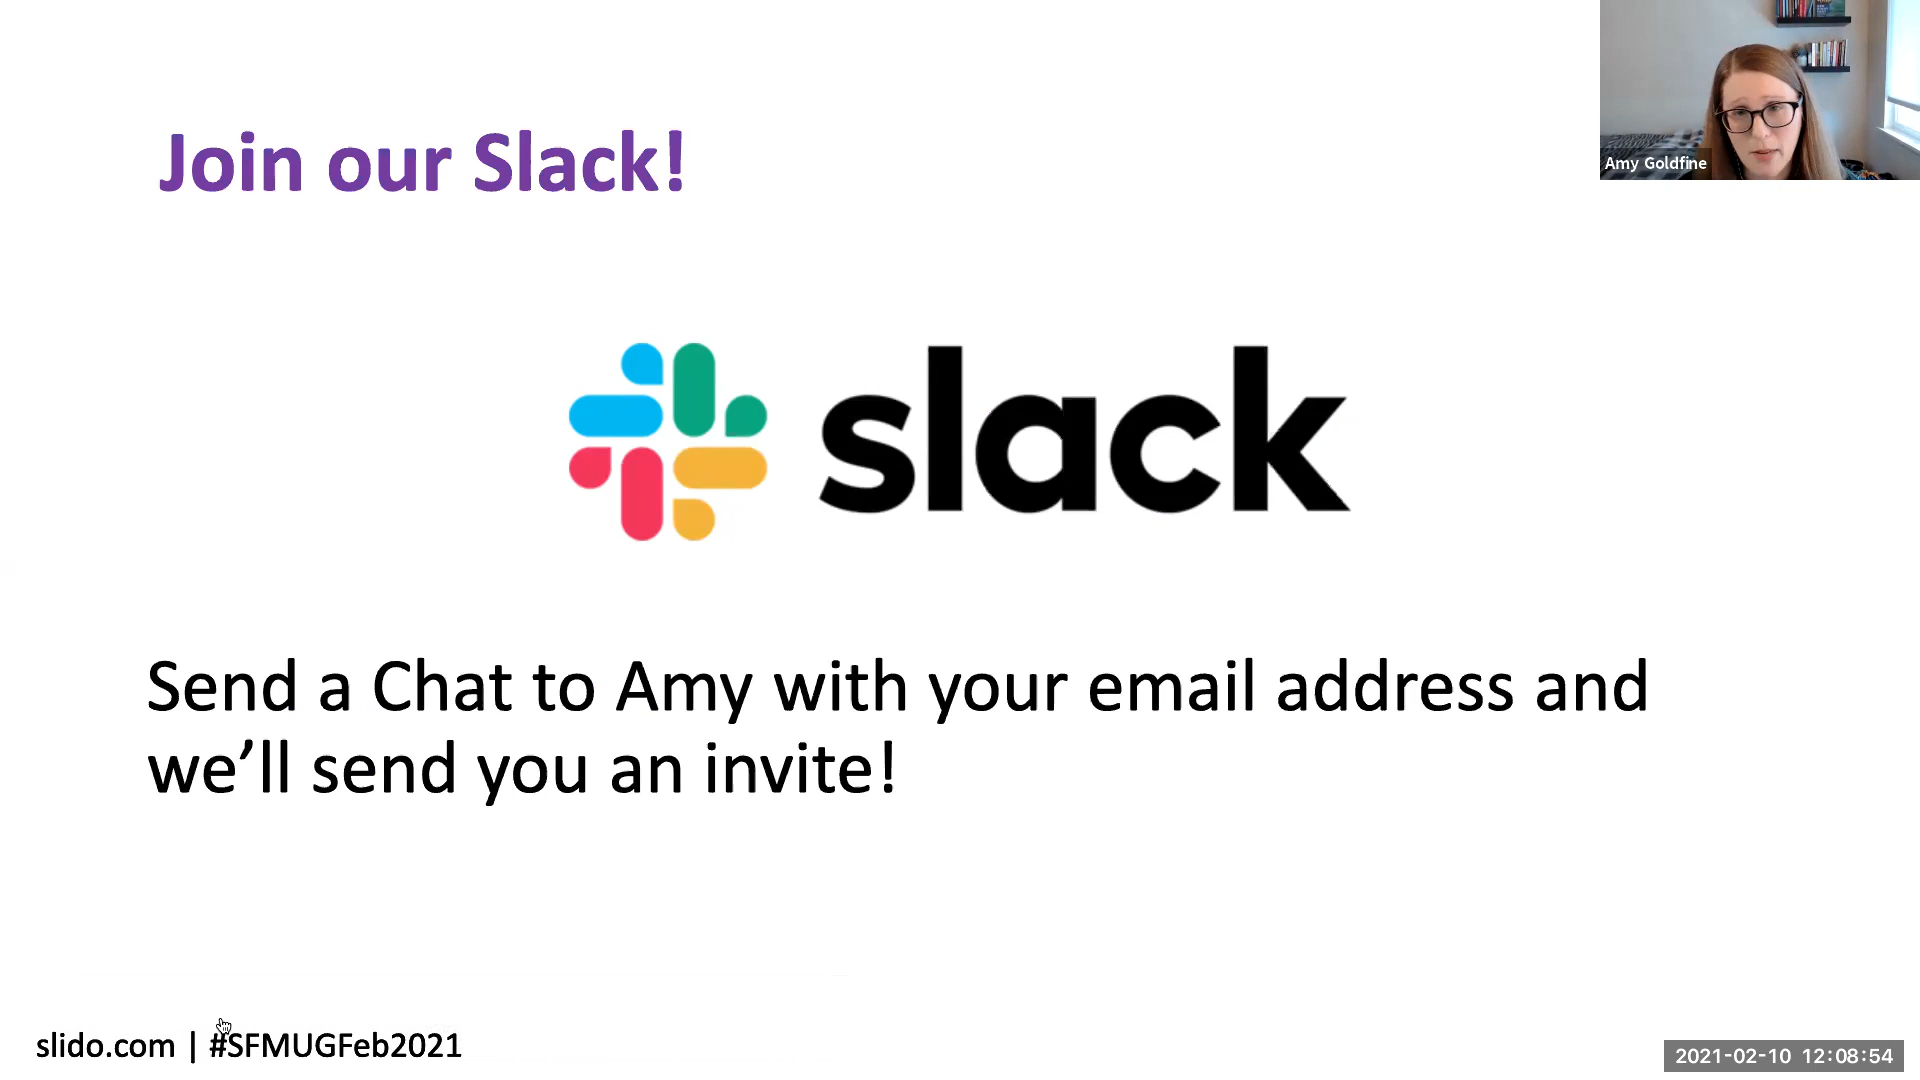 Join our Slack!
Amy Goldfine
slack
Send a Chat to Amy with your email address and
we’ll send you an invite!
slido.com | #SFMUGFeb2021
2021-02-10 12:08:54